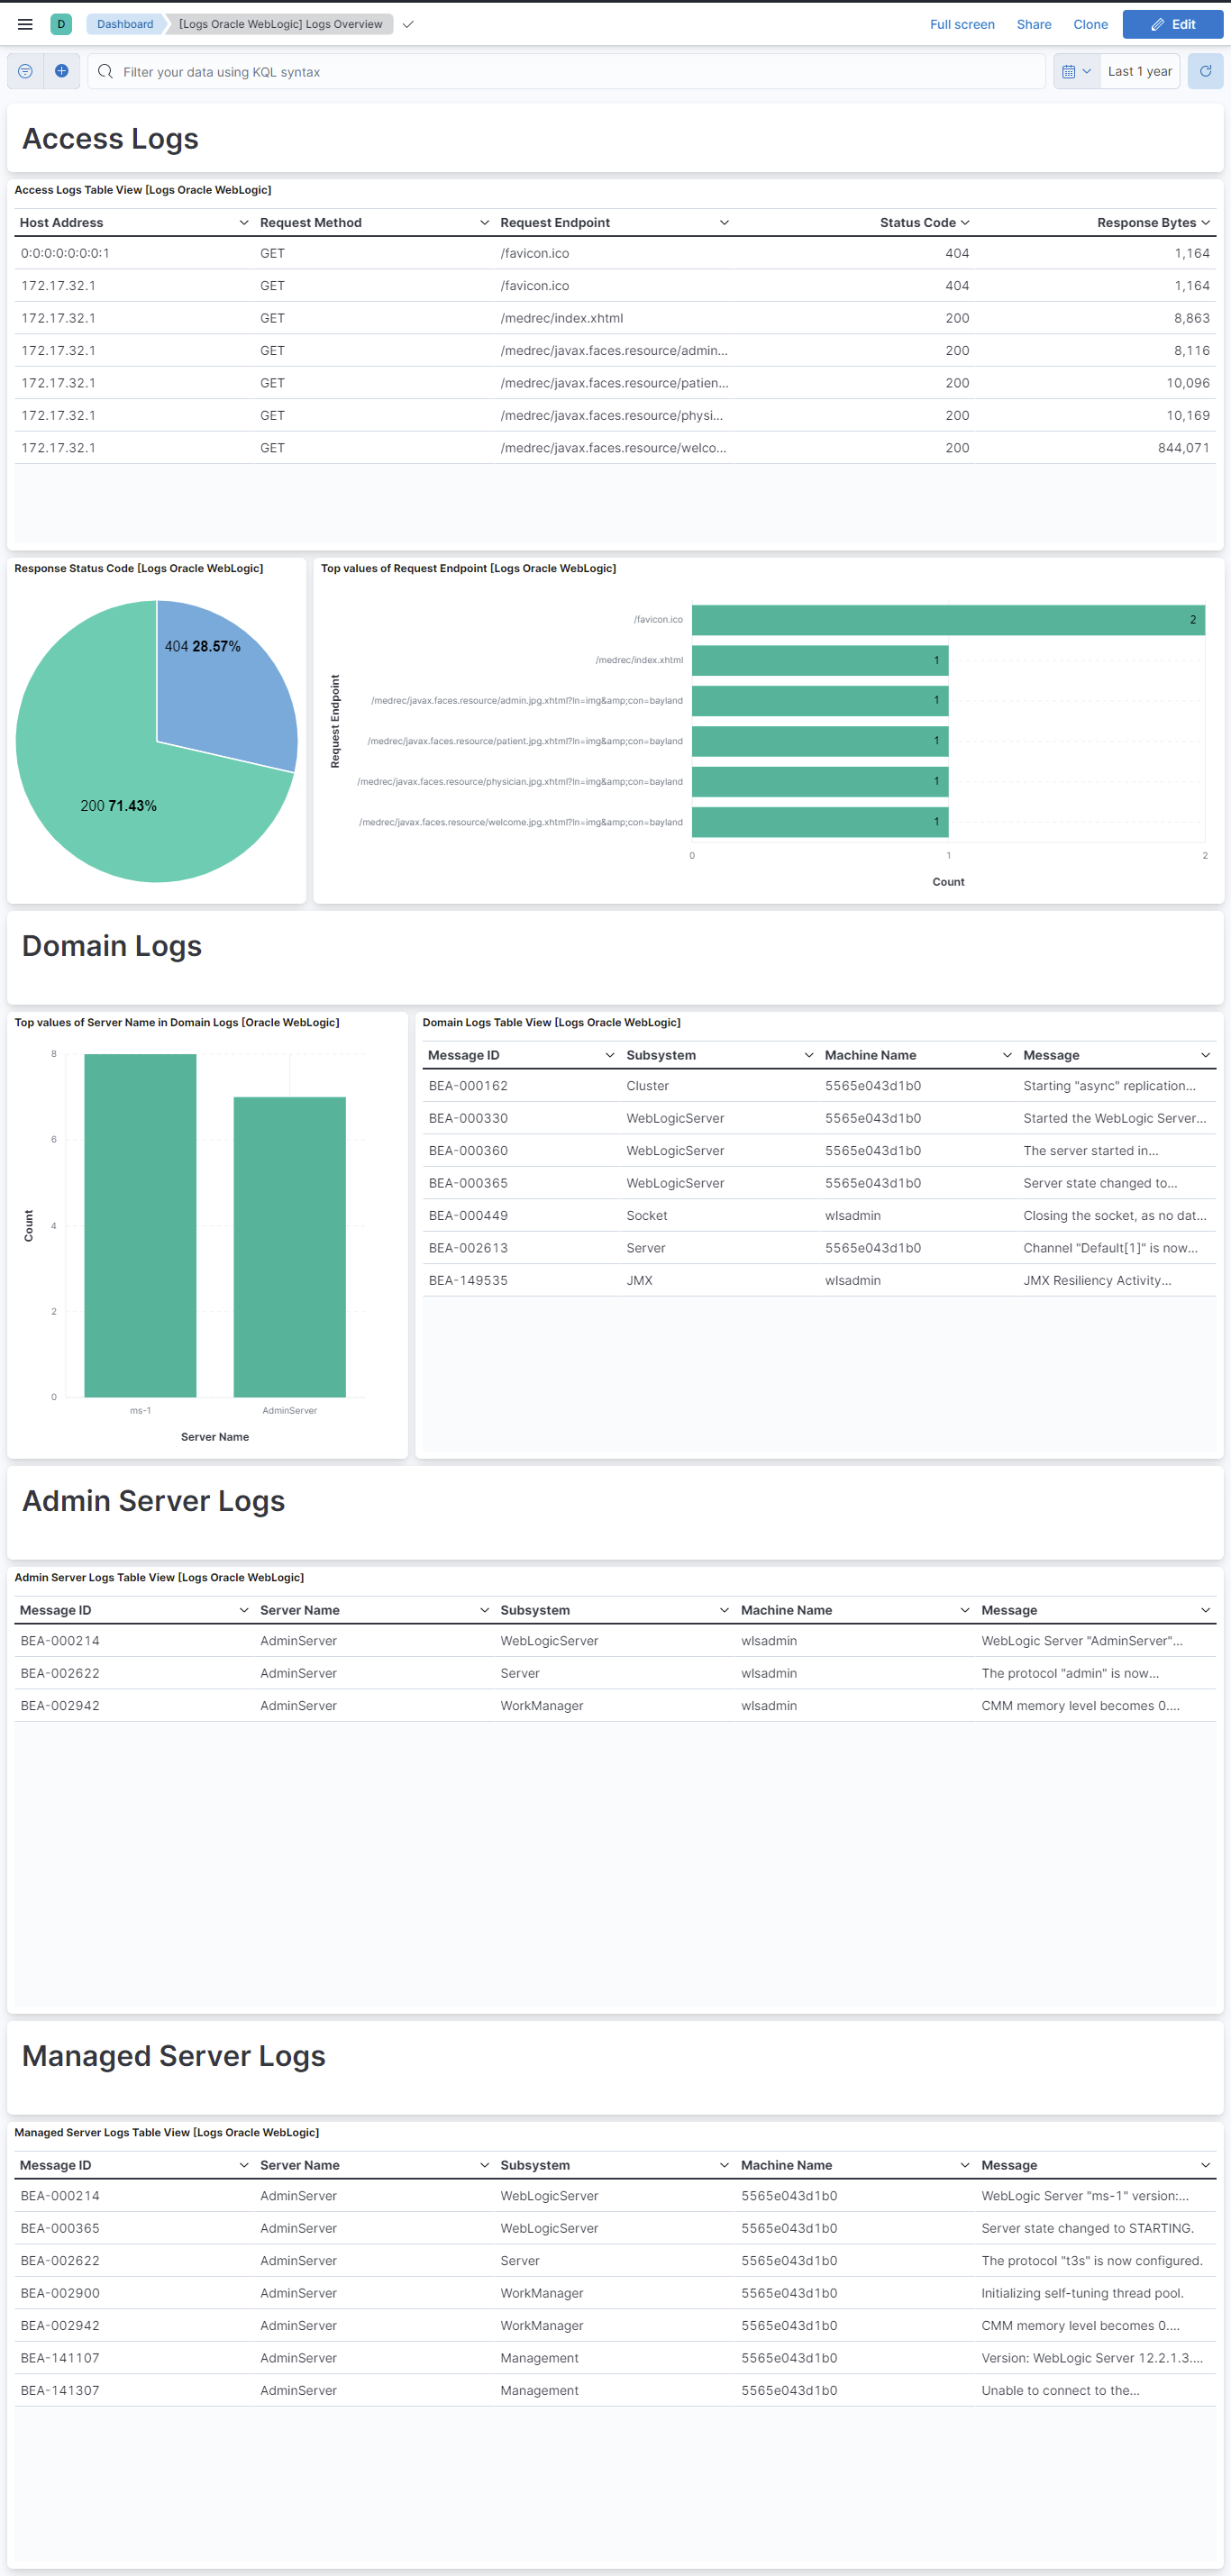 D Dashboard [Logs Oracle WebLogic] Logs Overview Full screen Share Clone Edit
Filter your data using KQL syntax Last 1 year
Access Logs
Access Logs Table View [Logs Oracle WebLogic]
Host Address Request Method Request Endpoint Status Code Response Bytes
0:0:0:0:0:0:0:1 GET /favicon.ico 404 1,164
172.17.32.1 GET /favicon.ico 404 1,164
172.17.32.1 GET /medrec/index.xhtml 200 8,863
172.17.32.1 GET /medrec/javax.faces.resource/admin... 200 8,116
172.17.32.1 GET /medrec/javax.faces.resource/patien... 200 10,096
172.17.32.1 GET /medrec/javax.faces.resource/physi... 200 10,169
172.17.32.1 GET /medrec/javax.faces.resource/welco... 200 844,071
Response Status Code [Logs Oracle WebLogic]
404 28.57%
200 71.43%
Top values of Request Endpoint [Logs Oracle WebLogic]
Request Endpoint
/favicon.ico 2
/medrec/index.xhtml 1
/medrec/javax.faces.resource/admin.jpg.xhtml?ln=img&amp;con=bayland 1
/medrec/javax.faces.resource/patient.jpg.xhtml?ln=img&amp;con=bayland 1
/medrec/javax.faces.resource/physician.jpg.xhtml?ln=img&amp;con=bayland 1
/medrec/javax.faces.resource/welcome.jpg.xhtml?ln=img&amp;con=bayland 1
0 1 2
Count
Domain Logs
Top values of Server Name in Domain Logs [Oracle WebLogic]
Count
8
6
4
2
0
ms-1 AdminServer
Server Name
Domain Logs Table View [Logs Oracle WebLogic]
Message ID Subsystem Machine Name Message
BEA-000162 Cluster 5565e043d1b0 Starting "async" replication...
BEA-000330 WebLogicServer 5565e043d1b0 Started the WebLogic Server...
BEA-000360 WebLogicServer 5565e043d1b0 The server started in...
BEA-000365 WebLogicServer 5565e043d1b0 Server state changed to...
BEA-000449 Socket wlsadmin Closing the socket, as no dat...
BEA-002613 Server 5565e043d1b0 Channel "Default[1]" is now...
BEA-149535 JMX wlsadmin JMX Resiliency Activity...
Admin Server Logs
Admin Server Logs Table View [Logs Oracle WebLogic]
Message ID Server Name Subsystem Machine Name Message
BEA-000214 AdminServer WebLogicServer wlsadmin WebLogic Server "AdminServer"...
BEA-002622 AdminServer Server wlsadmin The protocol "admin" is now...
BEA-002942 AdminServer WorkManager wlsadmin CMM memory level becomes 0....
Managed Server Logs
Managed Server Logs Table View [Logs Oracle WebLogic]
Message ID Server Name Subsystem Machine Name Message
BEA-000214 AdminServer WebLogicServer 5565e043d1b0 WebLogic Server "ms-1" version:...
BEA-000365 AdminServer WebLogicServer 5565e043d1b0 Server state changed to STARTING.
BEA-002622 AdminServer Server 5565e043d1b0 The protocol "t3s" is now configured.
BEA-002900 AdminServer WorkManager 5565e043d1b0 Initializing self-tuning thread pool.
BEA-002942 AdminServer WorkManager 5565e043d1b0 CMM memory level becomes 0....
BEA-141107 AdminServer Management 5565e043d1b0 Version: WebLogic Server 12.2.1.3....
BEA-141307 AdminServer Management 5565e043d1b0 Unable to connect to the...